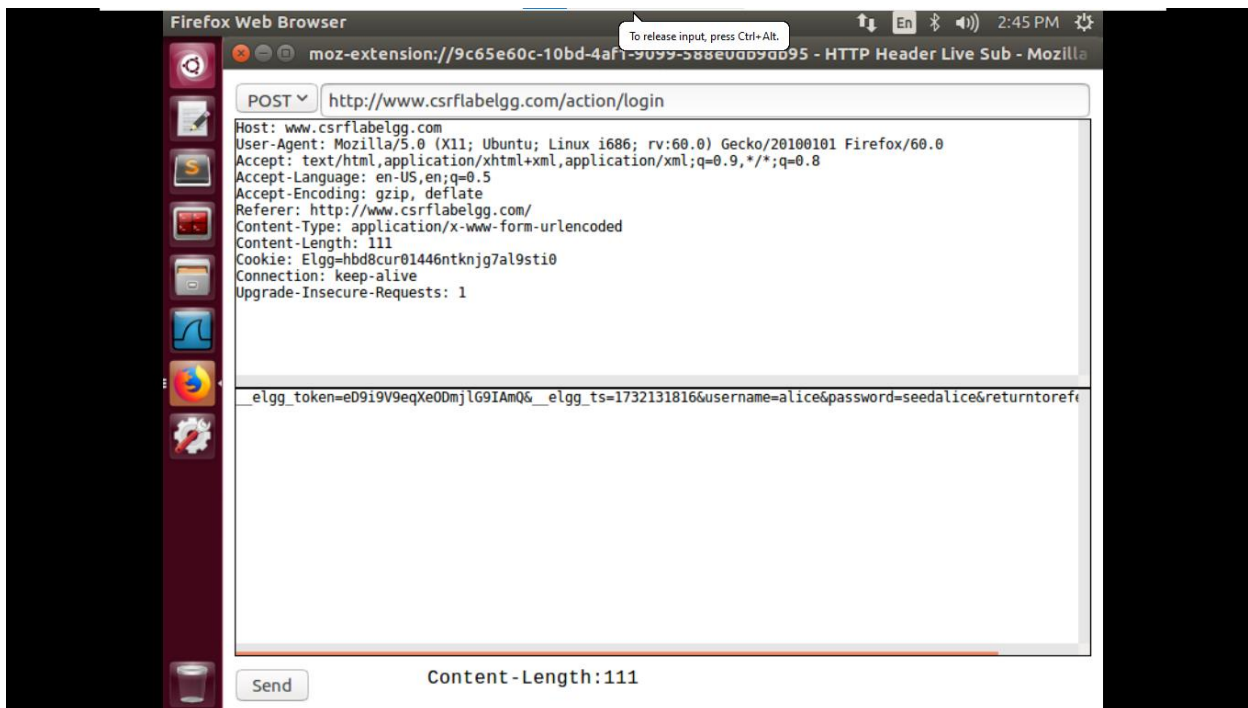 Firefox Web Browser
En
2:45 PM
To release input, press Ctrl+Alt.
moz-extension://9c65e60c-10bd-4af1-9099-588e0db9db95 - HTTP Header Live Sub - Mozilla
POST
http://www.csrflabelgg.com/action/login
Host: www.csrflabelgg.com
User-Agent: Mozilla/5.0 (X11; Ubuntu; Linux i686; rv:60.0) Gecko/20100101 Firefox/60.0
Accept: text/html,application/xhtml+xml,application/xml;q=0.9,*/*;q=0.8
Accept-Language: en-US,en;q=0.5
Accept-Encoding: gzip, deflate
Referer: http://www.csrflabelgg.com/
Content-Type: application/x-www-form-urlencoded
Content-Length: 111
Cookie: Elgg=hbd8cur01446ntknjg7al9sti0
Connection: keep-alive
Upgrade-Insecure-Requests: 1
__elgg_token=eD9i9V9eqXeODmjlG9IAmQ&__elgg_ts=1732131816&username=alice&password=seedalice&returntorefe
Send
Content-Length:111